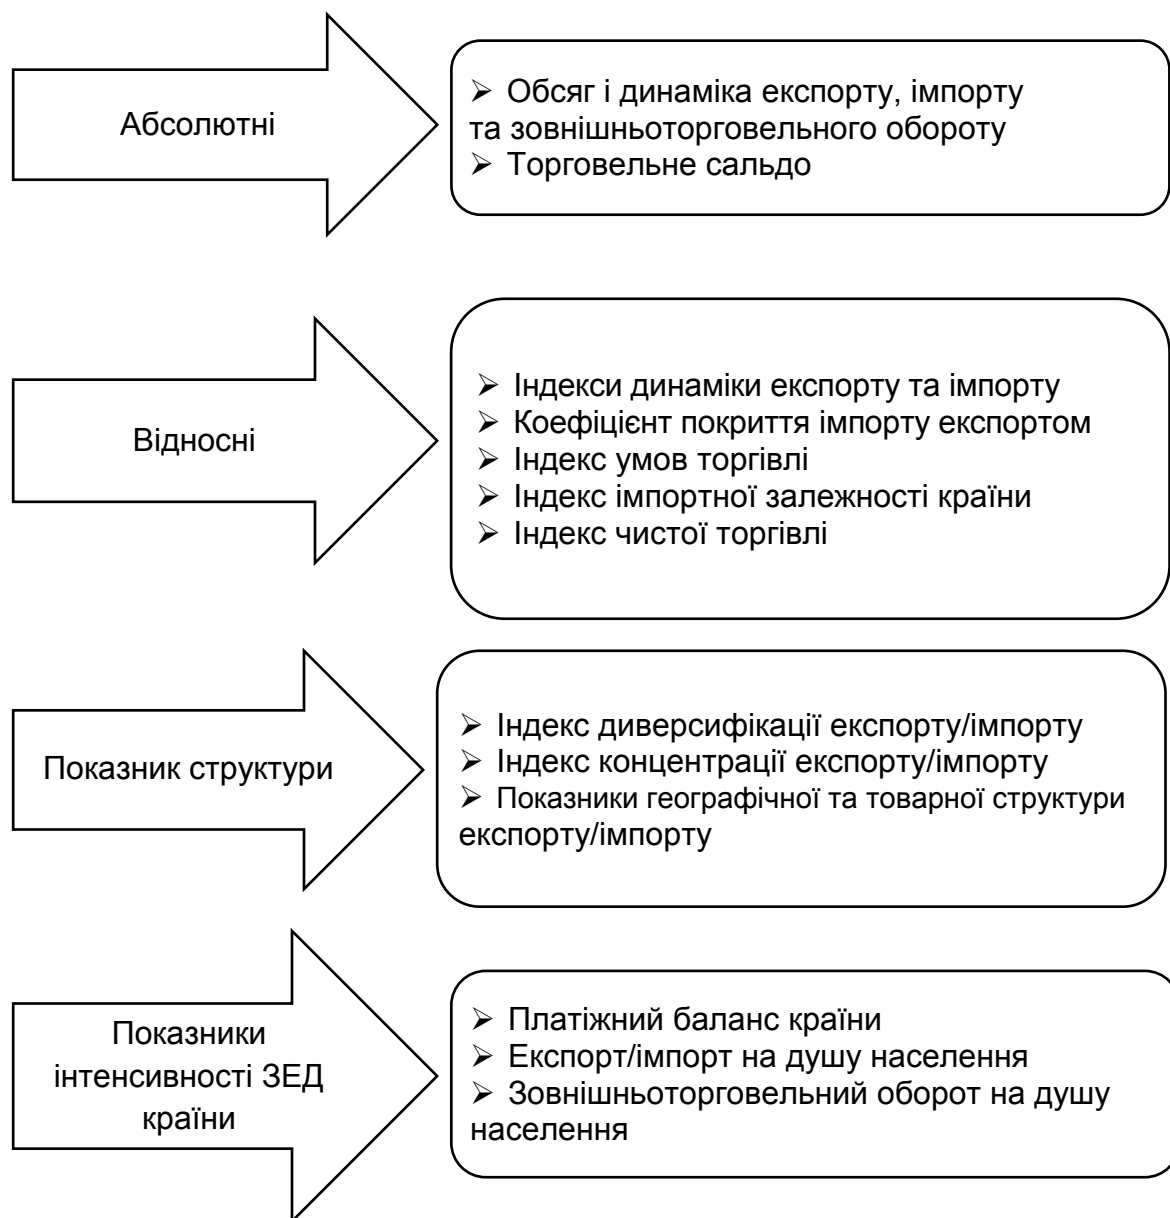 Абсолютні
➢ Обсяг і динаміка експорту, імпорту
та зовнішньоторговельного обороту
➢ Торговельне сальдо
Відносні
➢ Індекси динаміки експорту та імпорту
➢ Коефіцієнт покриття імпорту експортом
➢ Індекс умов торгівлі
➢ Індекс імпортної залежності країни
➢ Індекс чистої торгівлі
Показник структури
➢ Індекс диверсифікації експорту/імпорту
➢ Індекс концентрації експорту/імпорту
➢ Показники географічної та товарної структури
експорту/імпорту
Показники
інтенсивності ЗЕД
країни
➢ Платіжний баланс країни
➢ Експорт/імпорт на душу населення
➢ Зовнішньоторговельний оборот на душу
населення